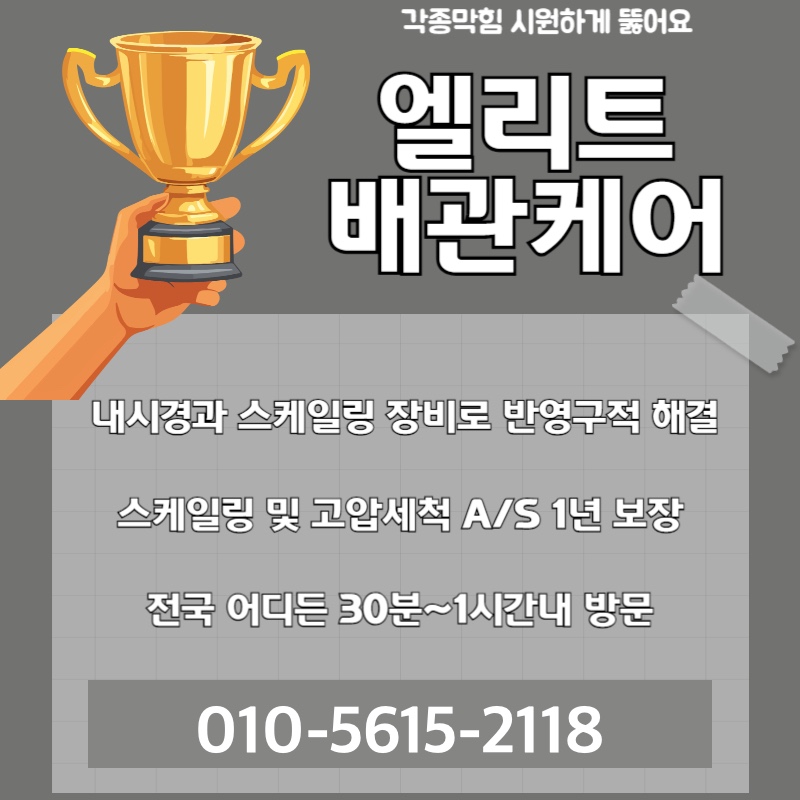 각종막힘 시원하게 뚫어요
엘리트
배관케어
내시경과 스케일링 장비로 반영구적 해결
스케일링 및 고압세척 A/S 1년 보장
전국 어디든 30분~1시간내 방문
010-5615-2118